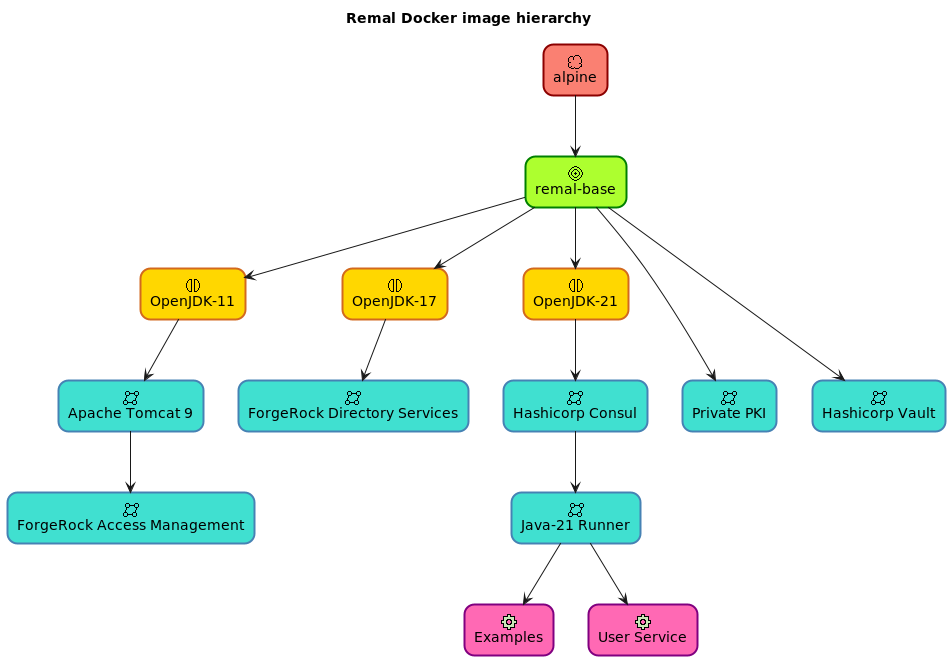 Remal Docker image hierarchy
alpine
remal-base
OpenJDK-11
OpenJDK-17
OpenJDK-21
Apache Tomcat 9
ForgeRock Directory Services
Hashicorp Consul
Private PKI
Hashicorp Vault
ForgeRock Access Management
Java-21 Runner
Examples
User Service